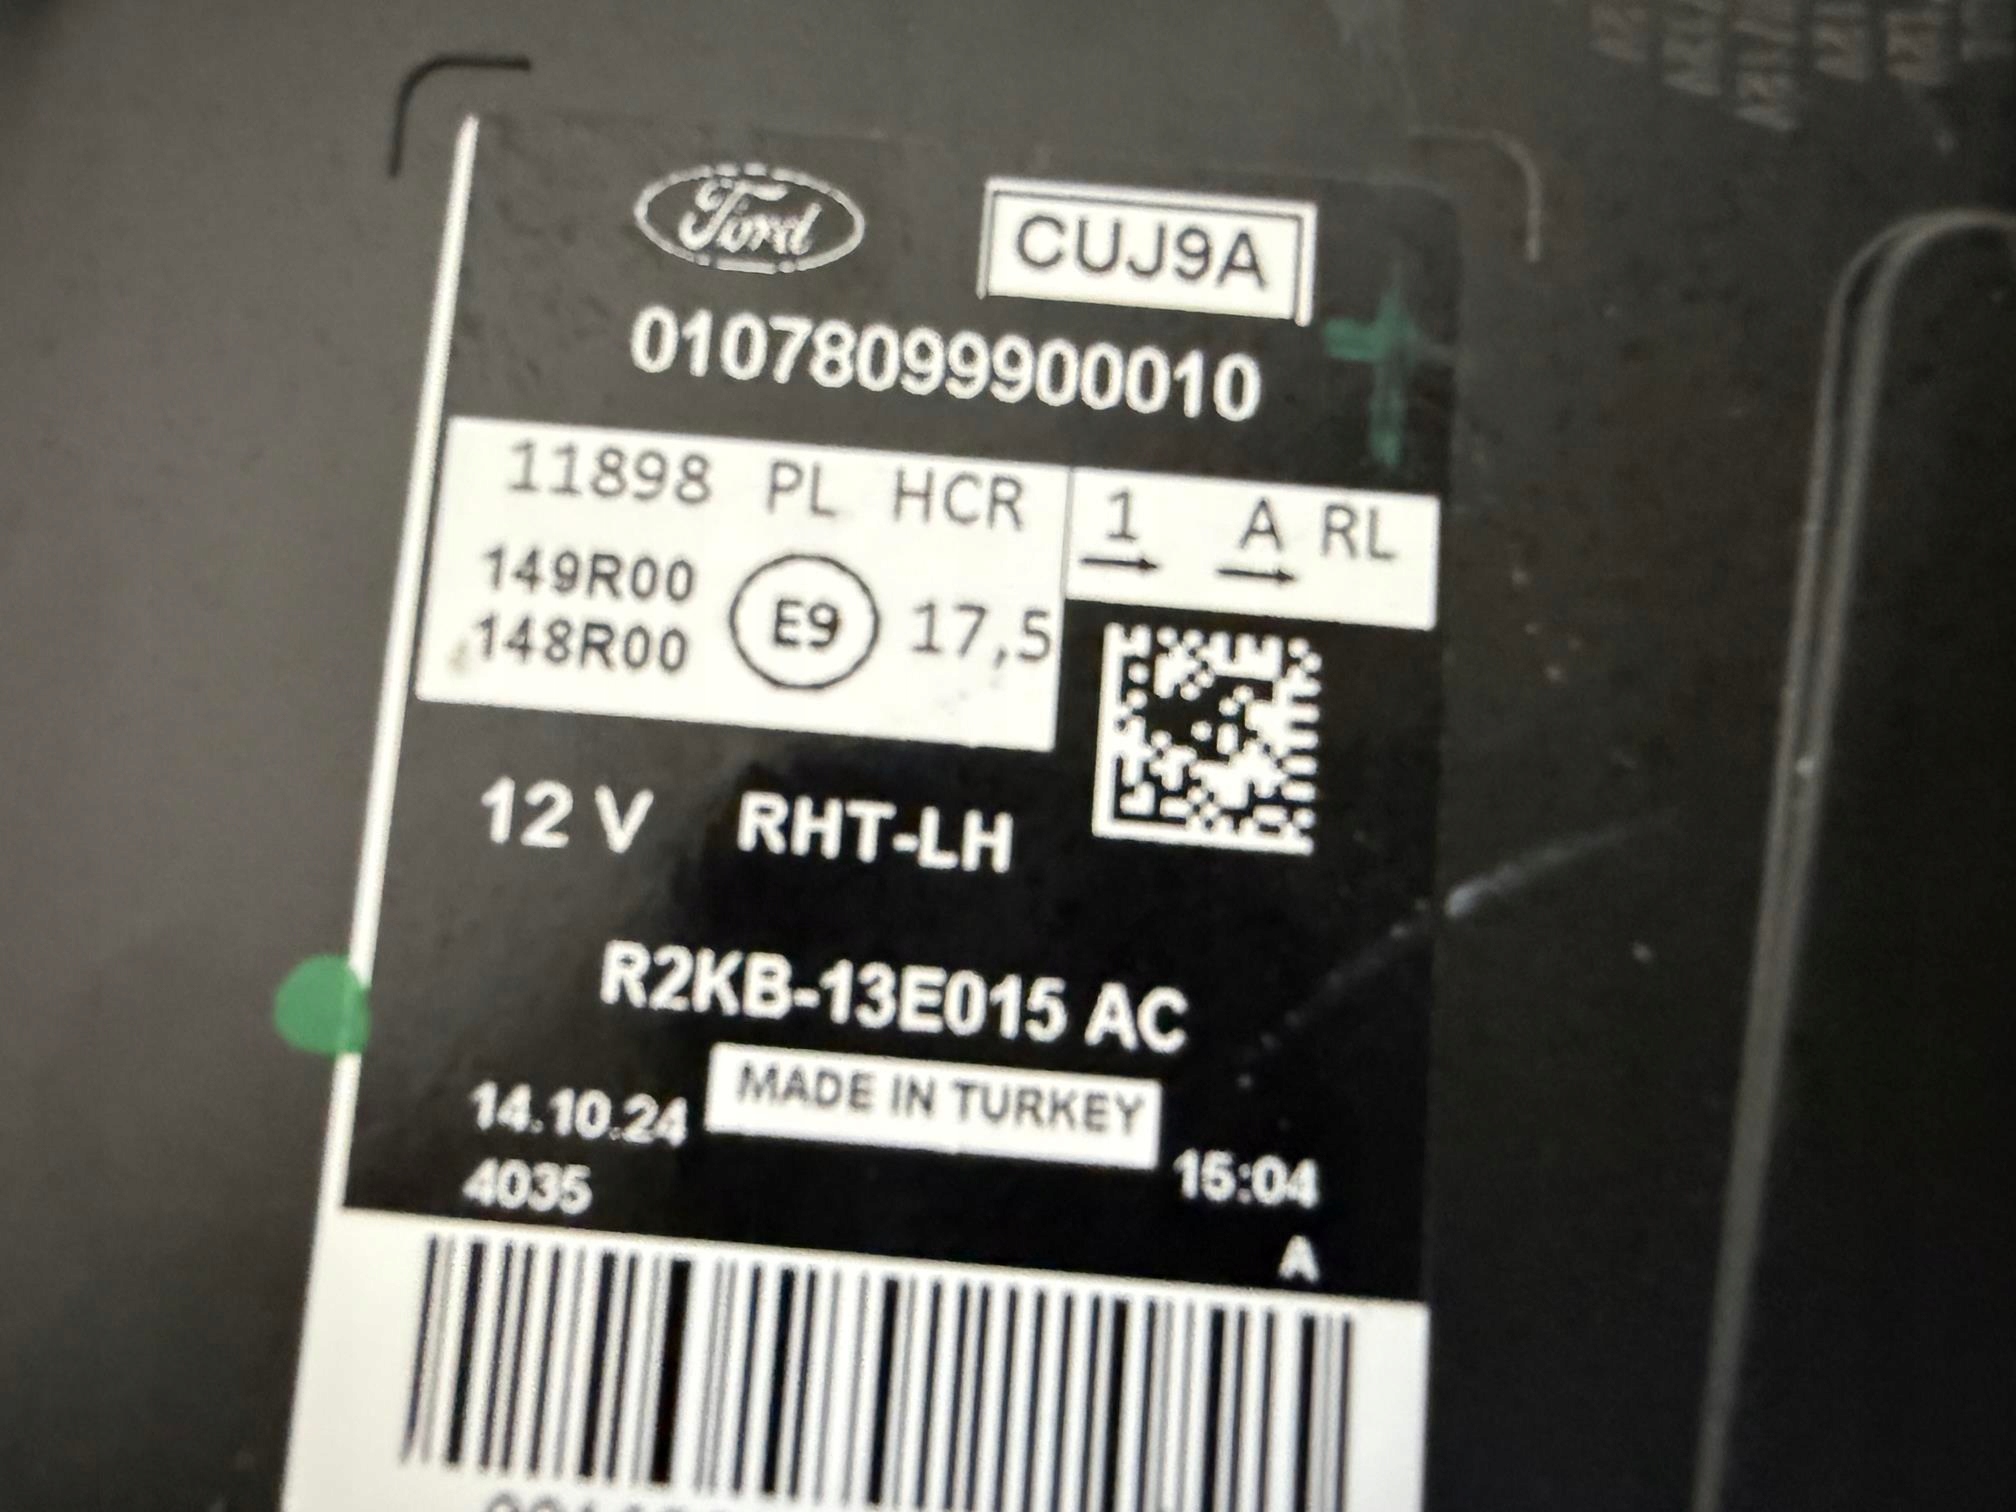 Ford
CUJ9A
01078099900010
11898 PL HCR 1 A RL
149R00
148R00
E9
17,5
12 V RHT-LH
R2KB-13E015 AC
MADE IN TURKEY
14.10.24
4035
15:04
A